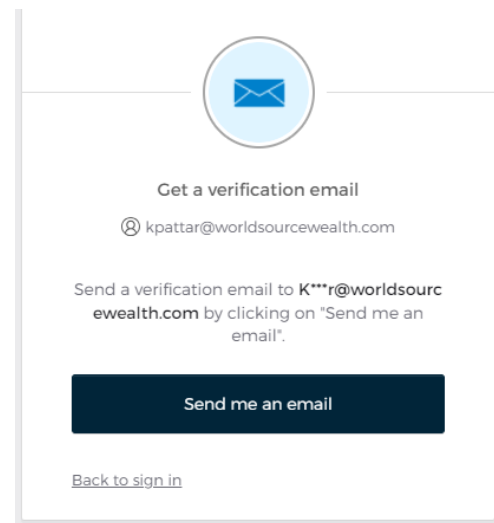 Get a verification email
kpattar@worldsourcewealth.com
Send a verification email to K***r@worldsourc
ewealth.com by clicking on "Send me an
email".
Send me an email
Back to sign in